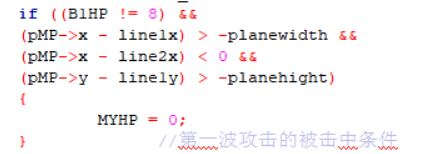 if ((B1HP != 8) &&
(pMP->x - line1x) > -planewidth &&
(pMP->x - line2x) < 0 &&
(pMP->y - line1y) > -planehight)
{
MYHP = 0;
} //第一波攻击的被击中条件